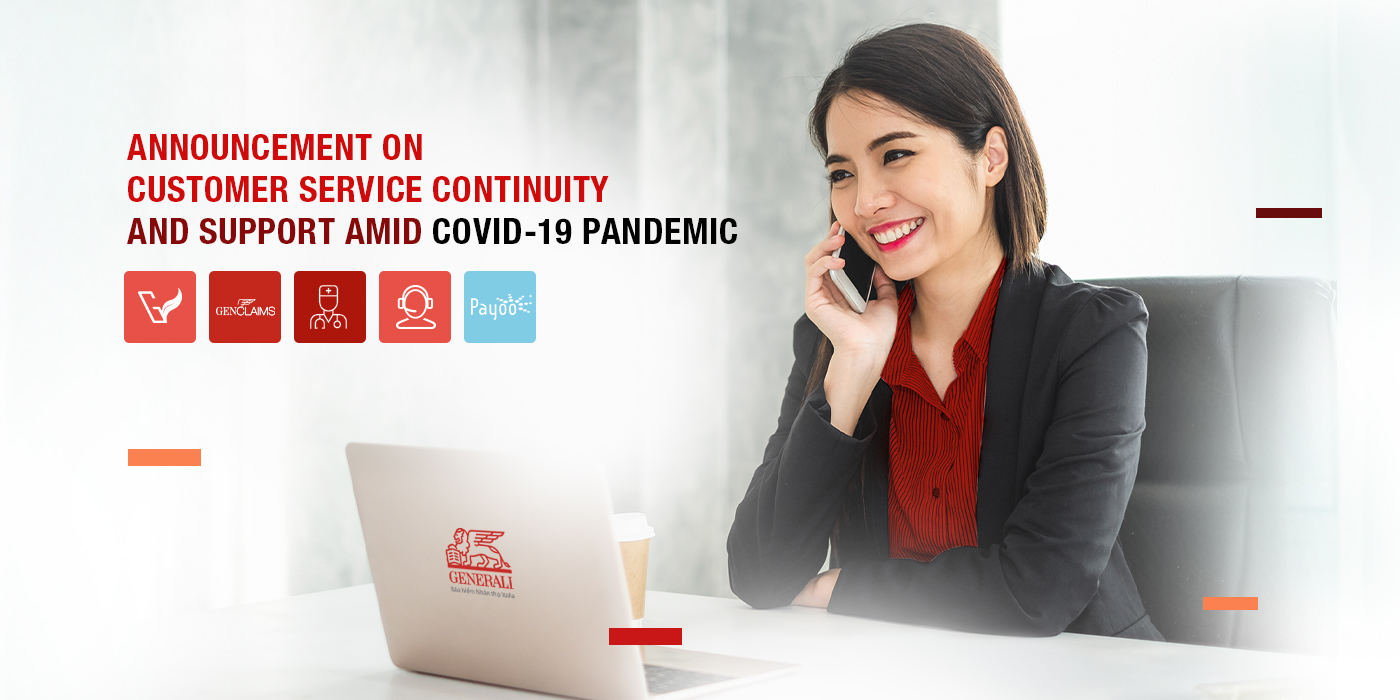 ANNOUNCEMENT ON
CUSTOMER SERVICE CONTINUITY
AND SUPPORT AMID COVID-19 PANDEMIC
GENCLAIMS
Payoo
GENERALI